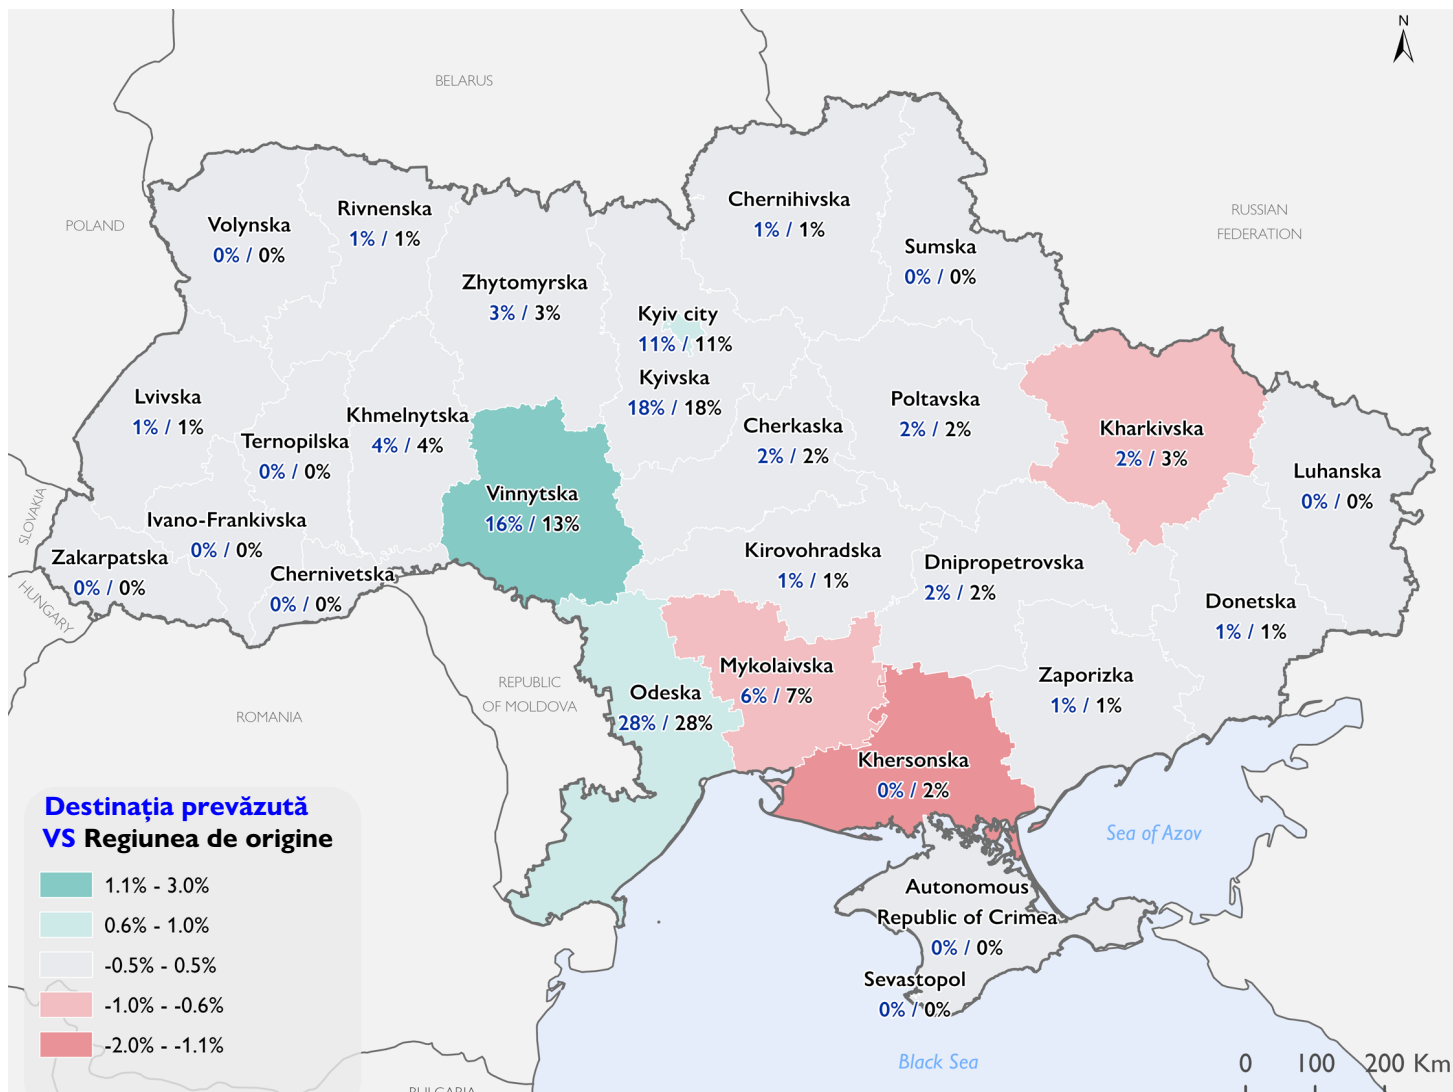 N
BELARUS
POLAND
RUSSIAN
FEDERATION
Volynska
0% / 0%
Rivnenska
1% / 1%
Chernihivska
1% / 1%
Sumska
0% / 0%
Zhytomyrska
3% / 3%
Kyiv city
11% / 11%
Kyivska
18% / 18%
Lvivska
1% / 1%
Ternopilska
0% / 0%
Khmelnytska
4% / 4%
Cherkaska
2% / 2%
Poltavska
2% / 2%
Kharkivska
2% / 3%
Luhanska
0% / 0%
Vinnytska
16% / 13%
SLOVAKIA
Ivano-Frankivska
0% / 0%
Zakarpatska
0% / 0%
Chernivetska
0% / 0%
HUNGARY
Kirovohradska
1% / 1%
Dnipropetrovska
2% / 2%
Donetska
1% / 1%
Mykolaivska
6% / 7%
Zaporizka
1% / 1%
REPUBLIC
OF MOLDOVA
Odeska
28% / 28%
ROMANIA
Khersonska
0% / 2%
Sea of Azov
Autonomous
Republic of Crimea
0% / 0%
Sevastopol
0% / 0%
Black Sea
Destinația prevăzută
VS Regiunea de origine
1.1% - 3.0%
0.6% - 1.0%
-0.5% - 0.5%
-1.0% - -0.6%
-2.0% - -1.1%
0 100 200 Km
BULGARIA